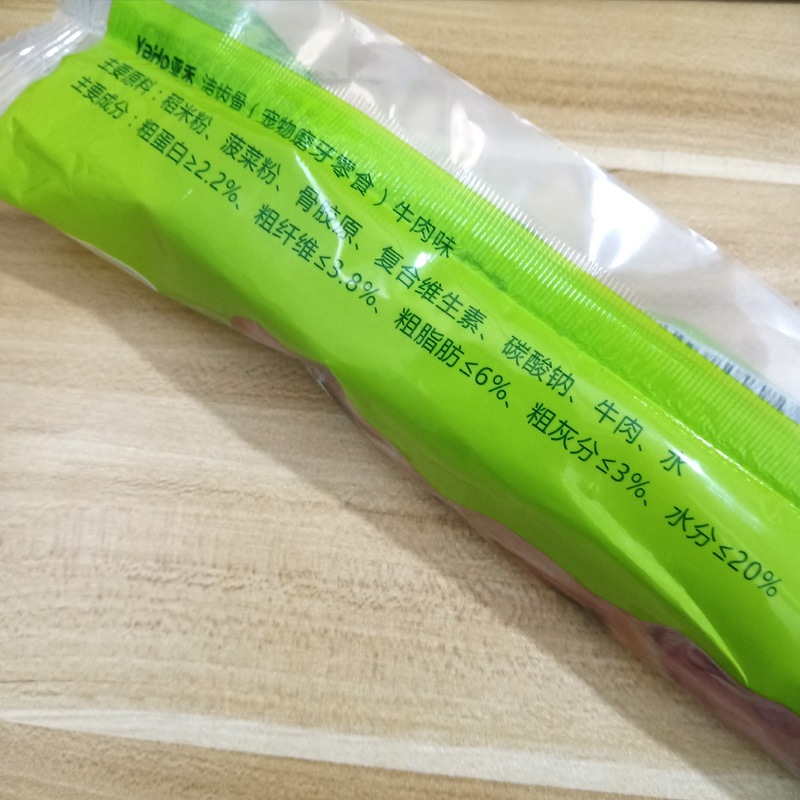 YaHo亚禾 洁齿骨(宠物磨牙零食)牛肉味
主要原料:稻米粉、菠菜粉、骨胶原、复合维生素、碳酸钠、牛肉、水
主要成分:粗蛋白≥2.2%、粗纤维≤3.8%、粗脂肪≤6%、粗灰分≤3%、水分≤20%